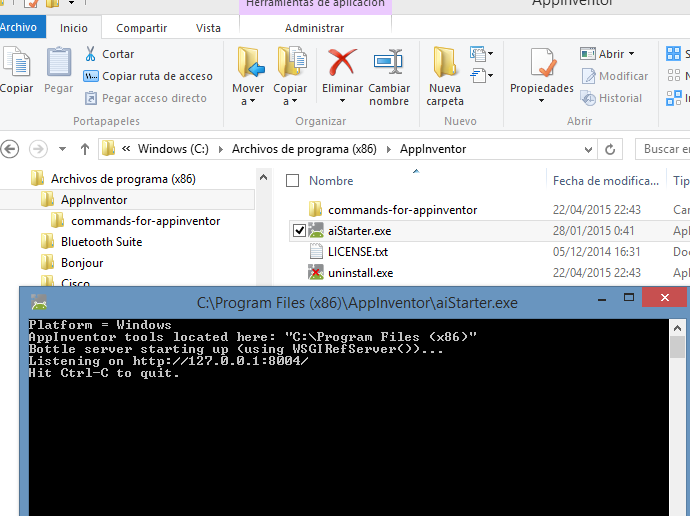 Herramientas de aplicación
AppInventor
Archivo Inicio Compartir Vista Administrar
Copiar
Pegar
Cortar
Copiar ruta de acceso
Pegar acceso directo
Mover a
Copiar a
Eliminar
Cambiar nombre
Nueva carpeta
Propiedades
Abrir
Modificar
Historial
Portapapeles Organizar Nuevo Abrir
« Windows (C:) Archivos de programa (x86) AppInventor
Buscar en
Archivos de programa (x86)
AppInventor
commands-for-appinventor
Bluetooth Suite
Bonjour
Cisco
Nombre Fecha de modifica... Tipo
commands-for-appinventor 22/04/2015 22:43 Car
aiStarter.exe 28/01/2015 0:41 Apl
LICENSE.txt 05/12/2014 16:31 Doc
uninstall.exe 22/04/2015 22:43 Apl
C:\Program Files (x86)\AppInventor\aiStarter.exe
Platform = Windows
AppInventor tools located here: "C:\Program Files (x86)"
Bottle server starting up (using WSGIRefServer())...
Listening on http://127.0.0.1:8004/
Hit Ctrl-C to quit.